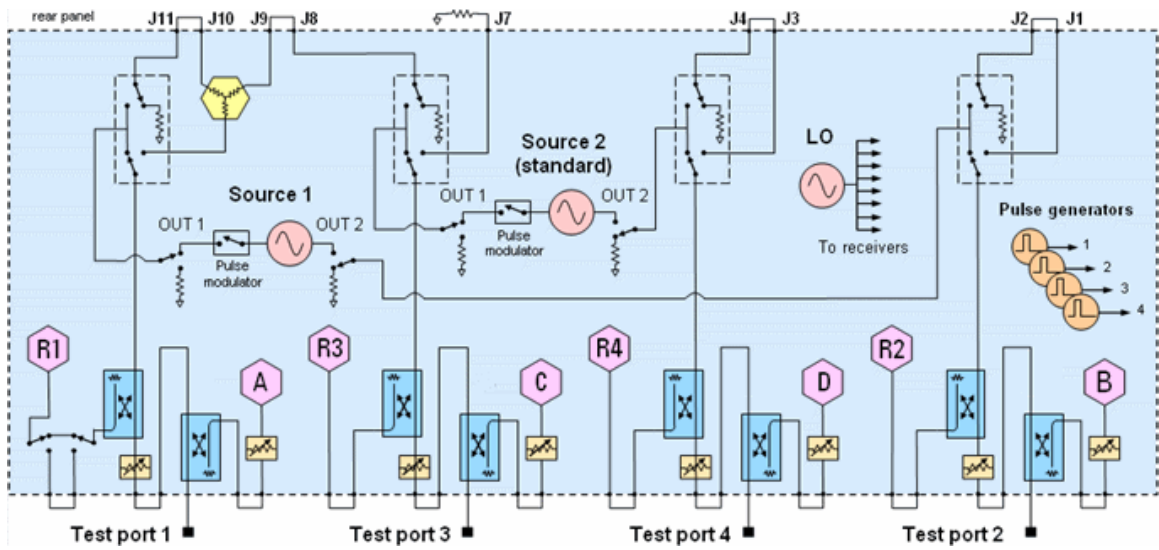 rear panel
J11 J10 J9 J8 J7 J4 J3 J2 J1
Source 1
OUT 1
OUT 2
Pulse
modulator
Source 2
(standard)
OUT 1
OUT 2
Pulse
modulator
LO
To receivers
Pulse generators
1
2
3
4
R1
A
R3
C
R4
D
R2
B
Test port 1
Test port 3
Test port 4
Test port 2